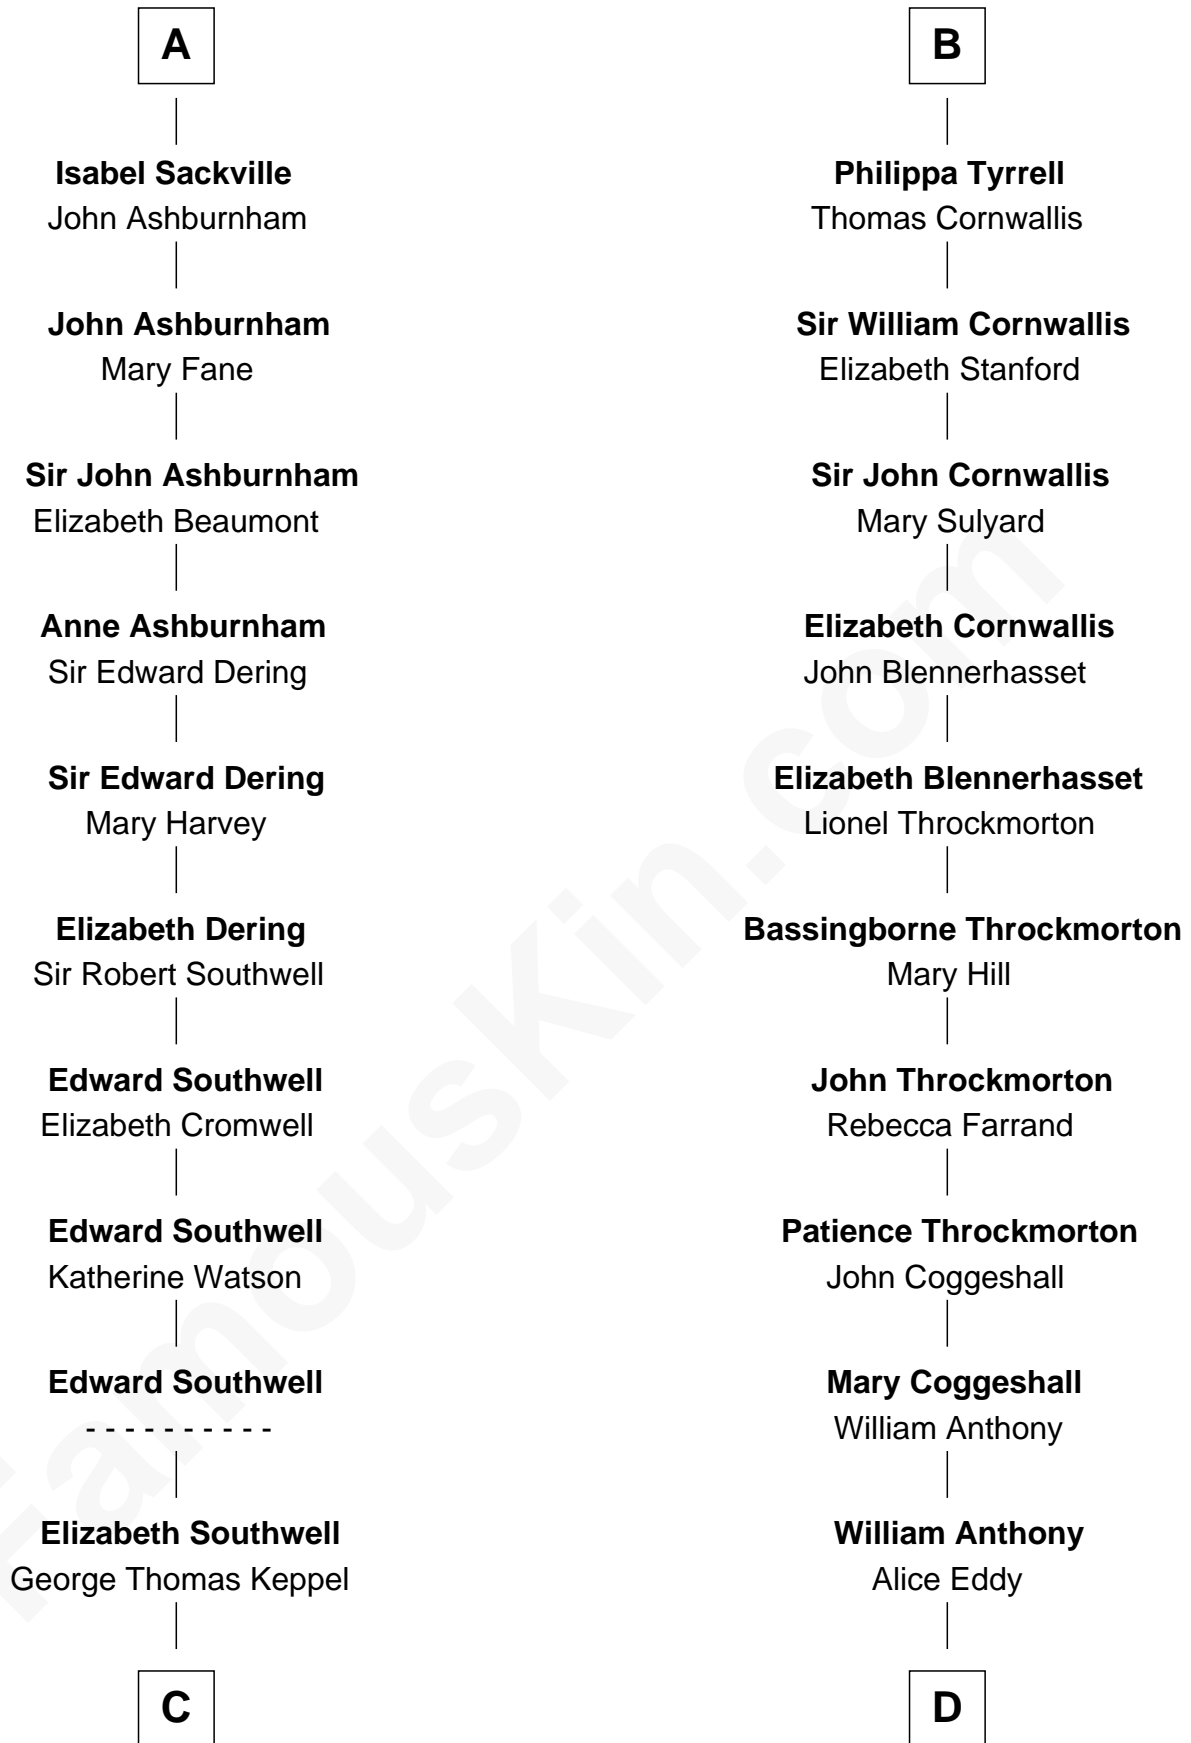 A
Isabel Sackville
John Ashburnham
John Ashburnham
Mary Fane
Sir John Ashburnham
Elizabeth Beaumont
Anne Ashburnham
Sir Edward Dering
Sir Edward Dering
Mary Harvey
Elizabeth Dering
Sir Robert Southwell
Edward Southwell
Elizabeth Cromwell
Edward Southwell
Katherine Watson
Edward Southwell
- - - - - - - - - -
Elizabeth Southwell
George Thomas Keppel
C
B
Philippa Tyrrell
Thomas Cornwallis
Sir William Cornwallis
Elizabeth Stanford
Sir John Cornwallis
Mary Sulyard
Elizabeth Cornwallis
John Blennerhasset
Elizabeth Blennerhasset
Lionel Throckmorton
Bassingborne Throckmorton
Mary Hill
John Throckmorton
Rebecca Farrand
Patience Throckmorton
John Coggeshall
Mary Coggeshall
William Anthony
William Anthony
Alice Eddy
D
FamousKin.com